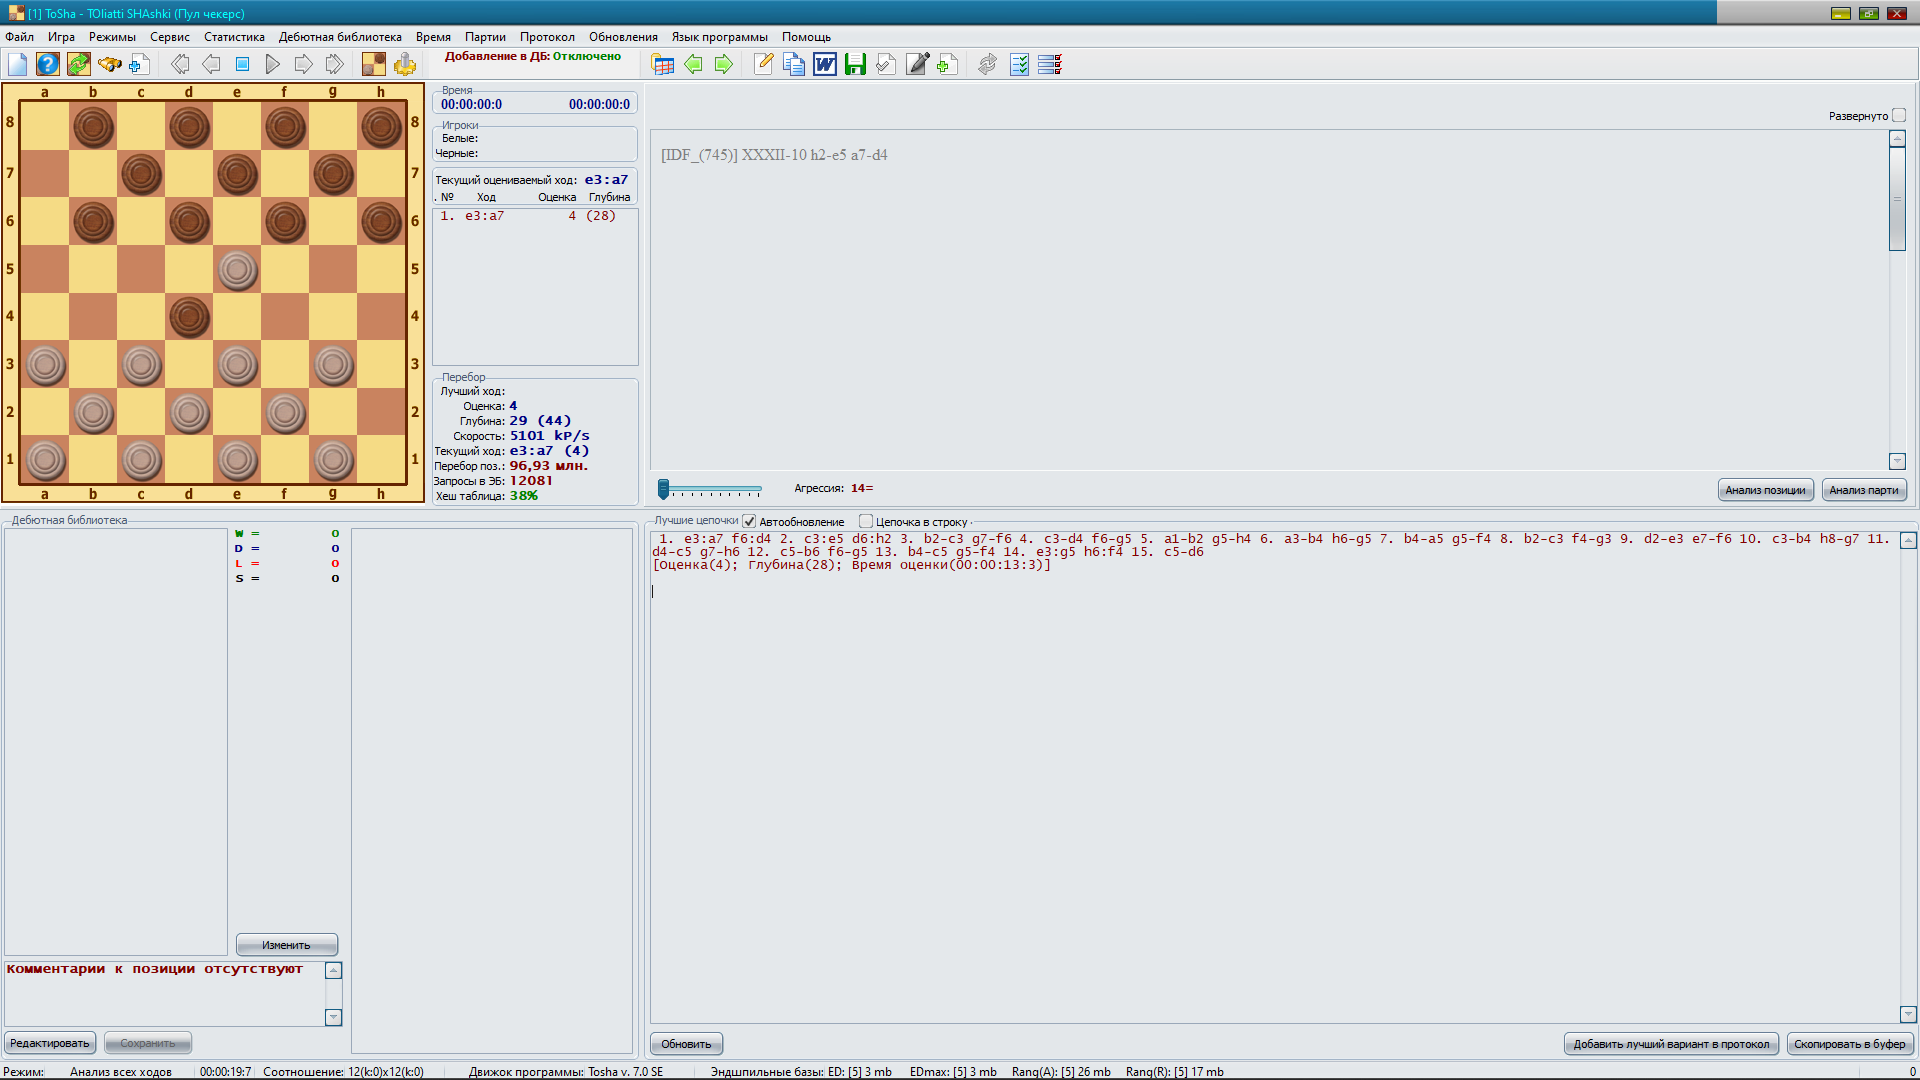 [1] ToSha - TOliatti SHAshki (Пул чекерс)
Файл Игра Режимы Сервис Статистика Дебютная библиотека Время Партии Протокол Обновления Язык программы Помощь
Добавление в ДБ: Отключено
a b c d e f g h
8 8
7 7
6 6
5 5
4 4
3 3
2 2
1 1
a b c d e f g h
Время
00:00:00:0 00:00:00:0
Игроки
Белые:
Черные:
Текущий оцениваемый ход: e3:a7
. № Ход Оценка Глубина
1. e3:a7 4 (28)
Перебор
Лучший ход:
Оценка: 4
Глубина: 29 (44)
Скорость: 5101 kP/s
Текущий ход: e3:a7 (4)
Перебор поз.: 96,93 млн.
Запросы в ЭБ: 12081
Хеш таблица: 38%
Развернуто
[IDF_(745)] XXXII-10 h2-e5 a7-d4
Агрессия: 14=
Анализ позиции Анализ парти
Дебютная библиотека
W = 0
D = 0
L = 0
S = 0
Изменить
Комментарии к позиции отсутствуют
Редактировать Сохранить
Лучшие цепочки Автообновление Цепочка в строку
1. e3:a7 f6:d4 2. c3:e5 d6:h2 3. b2-c3 g7-f6 4. c3-d4 f6-g5 5. a1-b2 g5-h4 6. a3-b4 h6-g5 7. b4-a5 g5-f4 8. b2-c3 f4-g3 9. d2-e3 e7-f6 10. c3-b4 h8-g7 11.
d4-c5 g7-h6 12. c5-b6 f6-g5 13. b4-c5 g5-f4 14. e3:g5 h6:f4 15. c5-d6
[Оценка(4); Глубина(28); Время оценки(00:00:13:3)]
Обновить Добавить лучший вариант в протокол Скопировать в буфер
Режим: Анализ всех ходов 00:00:19:7 Соотношение: 12(k:0)x12(k:0) Движок программы: Tosha v. 7.0 SE Эндшпильные базы: ED: [5] 3 mb EDmax: [5] 3 mb Rang(A): [5] 26 mb Rang(R): [5] 17 mb 0